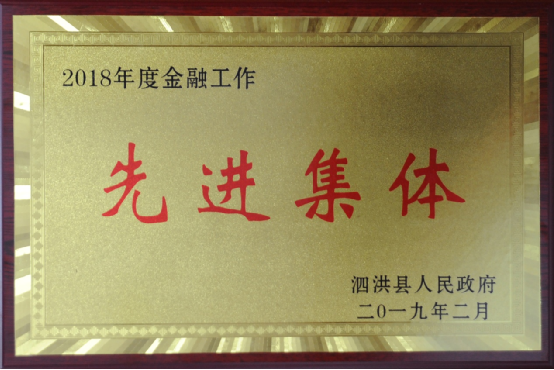 2018年度金融工作
先进集体
泗洪县人民政府
二0一九年二月